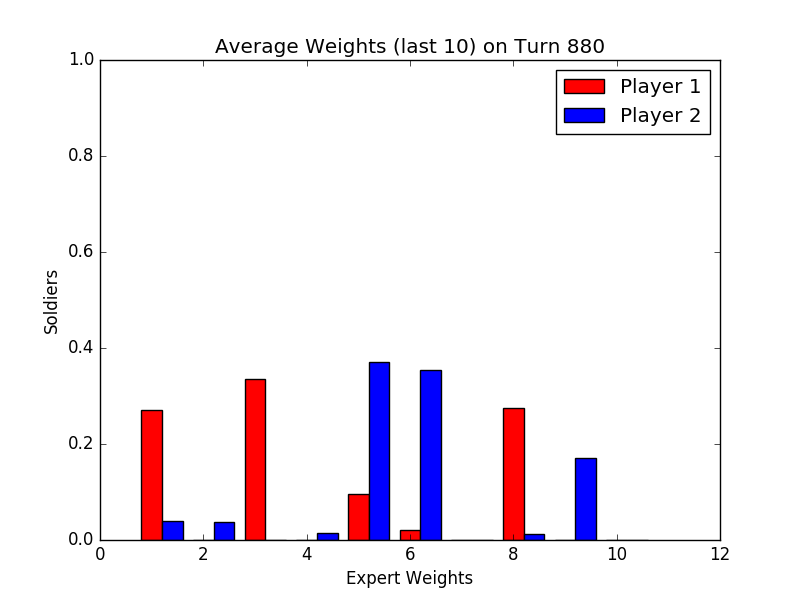 Average Weights (last 10) on Turn 880
1.0
0.8
0.6
0.4
0.2
0.0
Soldiers
Player 1
Player 2
0 2 4 6 8 10 12
Expert Weights